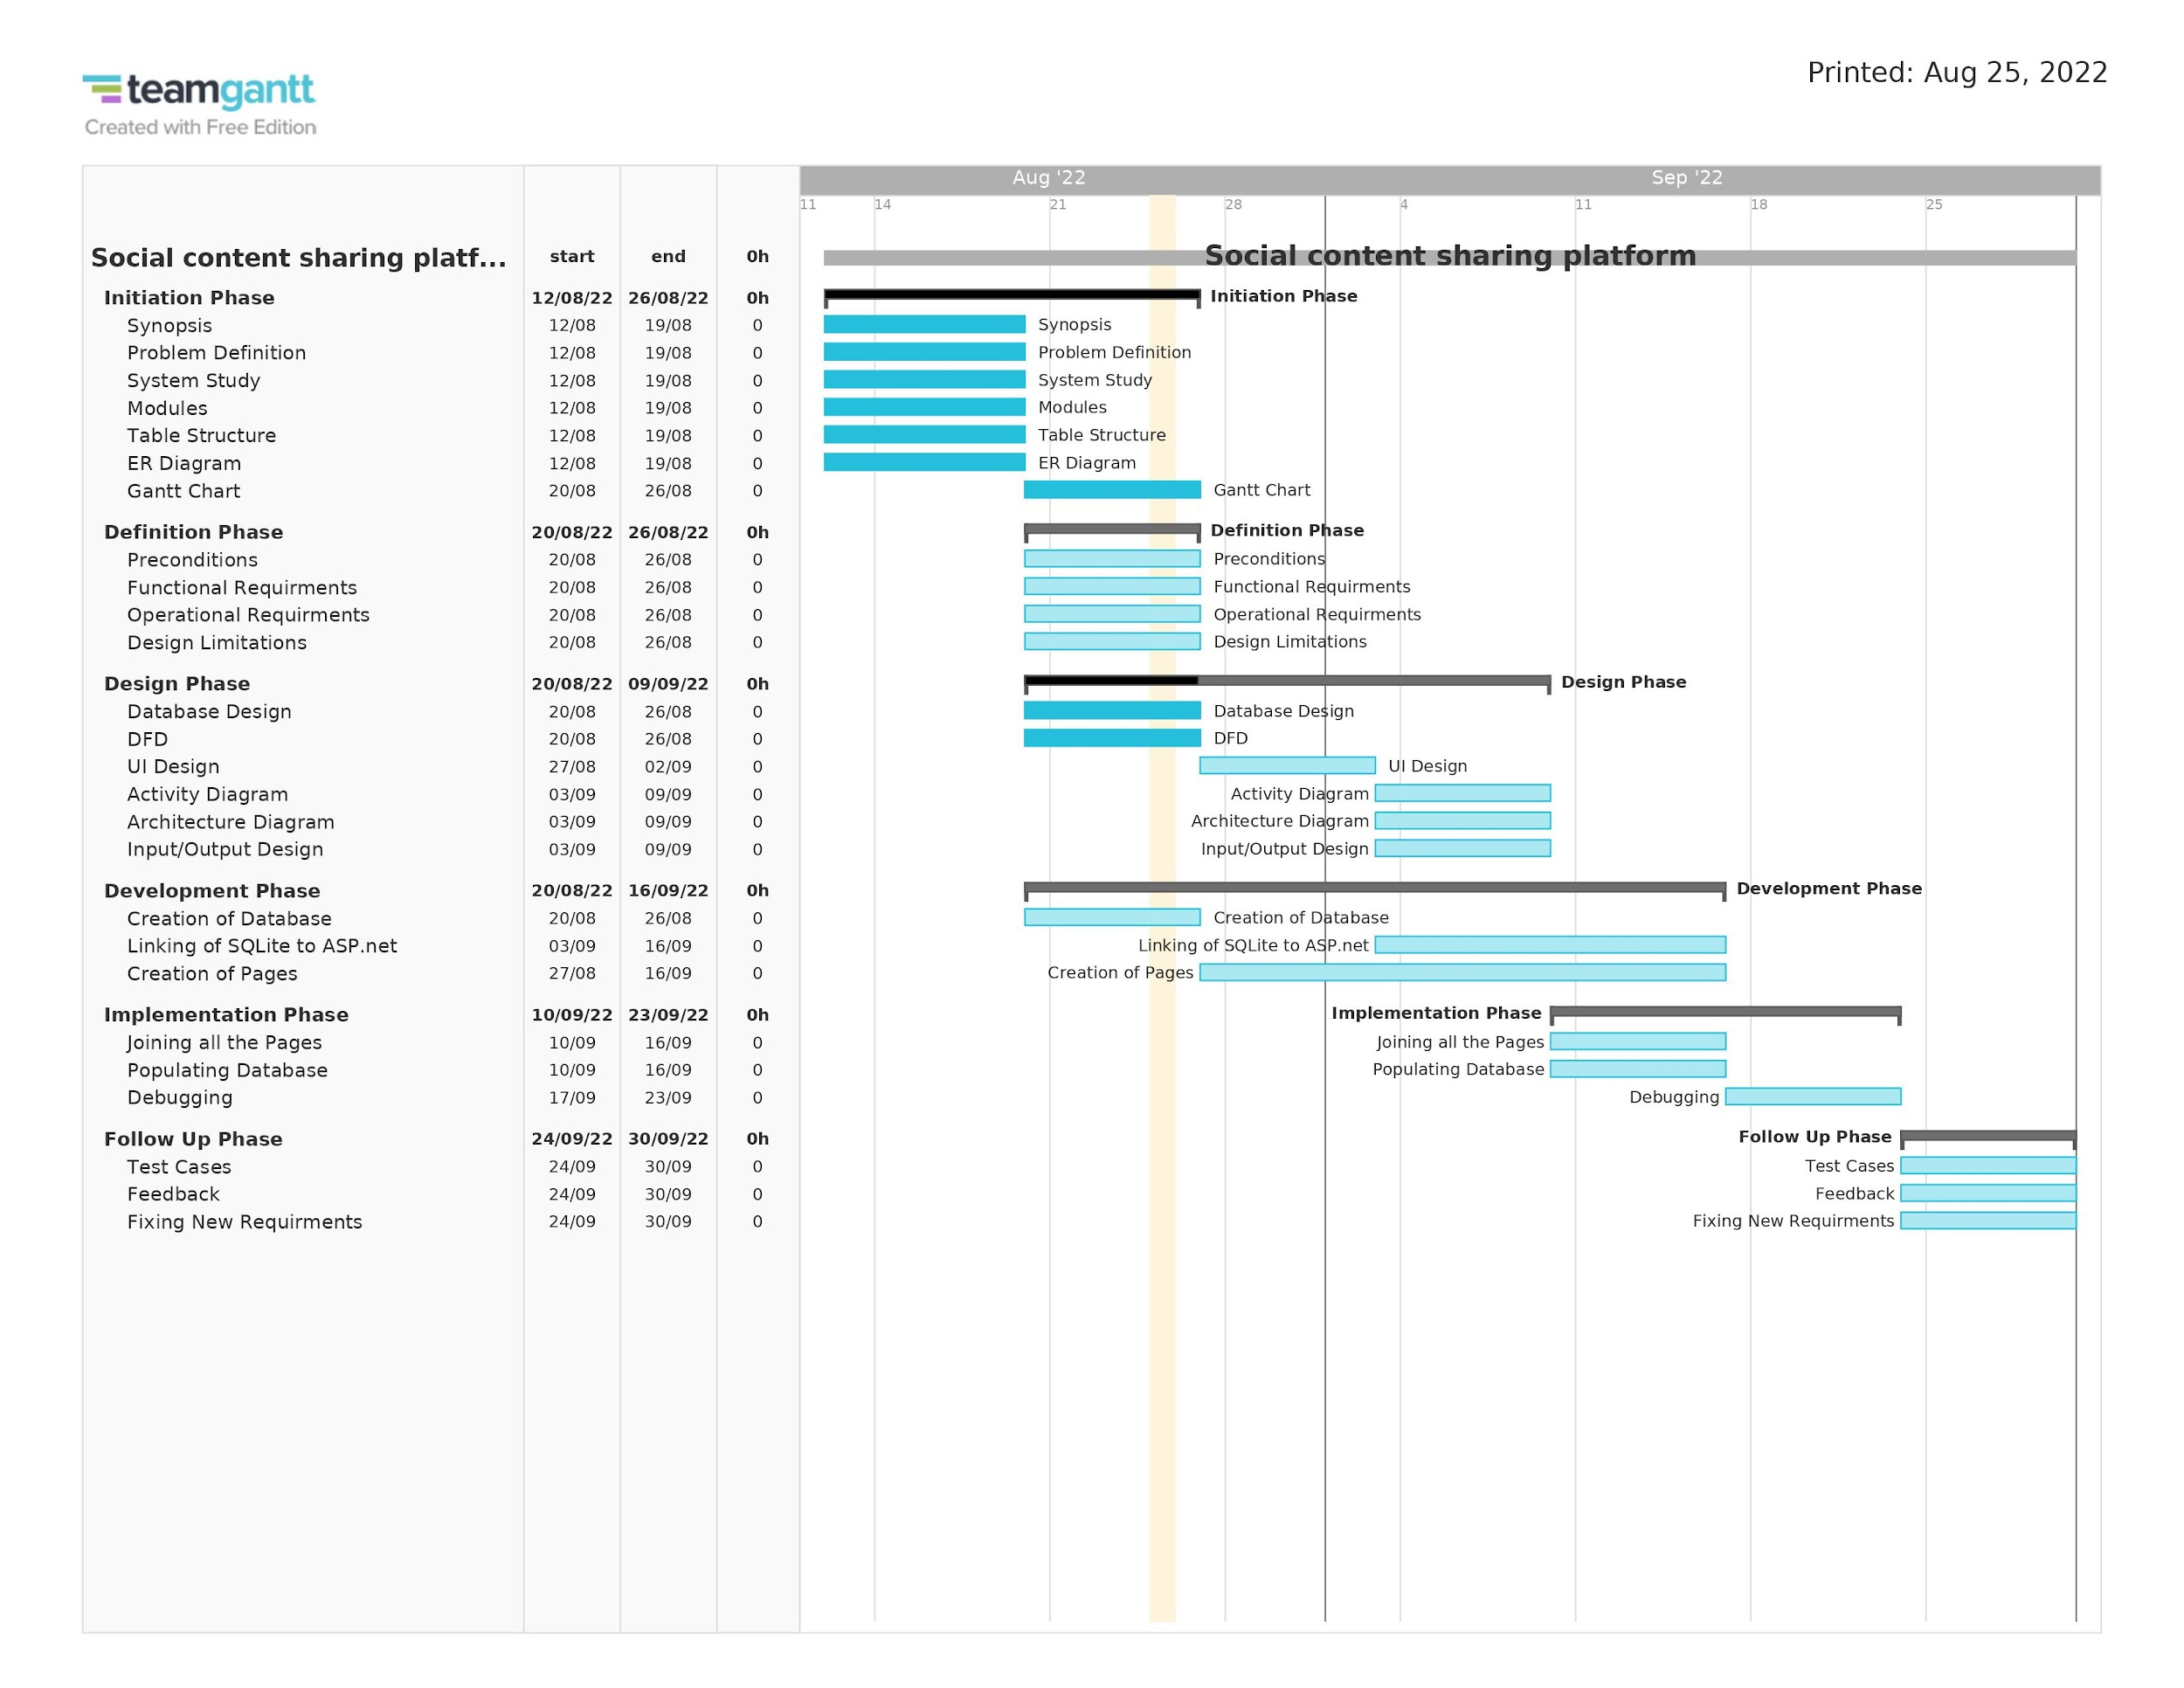 teamgantt
Created with Free Edition
Printed: Aug 25, 2022
Aug '22 Sep '22
11 14 21 28 4 11 18 25
Social content sharing platf... start end 0h Social content sharing platform
Initiation Phase 12/08/22 26/08/22 0h Initiation Phase
Synopsis 12/08 19/08 0 Synopsis
Problem Definition 12/08 19/08 0 Problem Definition
System Study 12/08 19/08 0 System Study
Modules 12/08 19/08 0 Modules
Table Structure 12/08 19/08 0 Table Structure
ER Diagram 12/08 19/08 0 ER Diagram
Gantt Chart 20/08 26/08 0 Gantt Chart
Definition Phase 20/08/22 26/08/22 0h Definition Phase
Preconditions 20/08 26/08 0 Preconditions
Functional Requirments 20/08 26/08 0 Functional Requirments
Operational Requirments 20/08 26/08 0 Operational Requirments
Design Limitations 20/08 26/08 0 Design Limitations
Design Phase 20/08/22 09/09/22 0h Design Phase
Database Design 20/08 26/08 0 Database Design
DFD 20/08 26/08 0 DFD
UI Design 27/08 02/09 0 UI Design
Activity Diagram 03/09 09/09 0 Activity Diagram
Architecture Diagram 03/09 09/09 0 Architecture Diagram
Input/Output Design 03/09 09/09 0 Input/Output Design
Development Phase 20/08/22 16/09/22 0h Development Phase
Creation of Database 20/08 26/08 0 Creation of Database
Linking of SQLite to ASP.net 03/09 16/09 0 Linking of SQLite to ASP.net
Creation of Pages 27/08 16/09 0 Creation of Pages
Implementation Phase 10/09/22 23/09/22 0h Implementation Phase
Joining all the Pages 10/09 16/09 0 Joining all the Pages
Populating Database 10/09 16/09 0 Populating Database
Debugging 17/09 23/09 0 Debugging
Follow Up Phase 24/09/22 30/09/22 0h Follow Up Phase
Test Cases 24/09 30/09 0 Test Cases
Feedback 24/09 30/09 0 Feedback
Fixing New Requirments 24/09 30/09 0 Fixing New Requirments